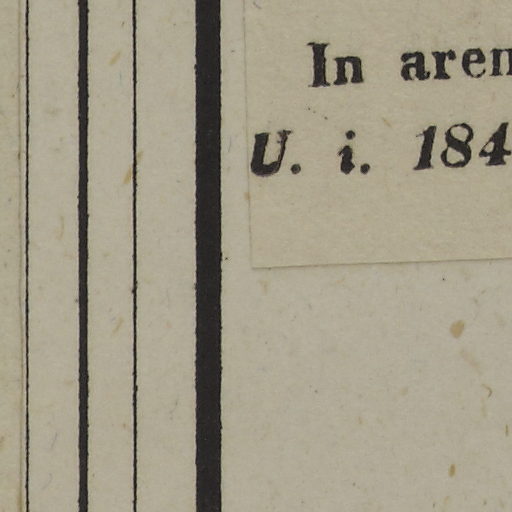 In aren
U. i. 184